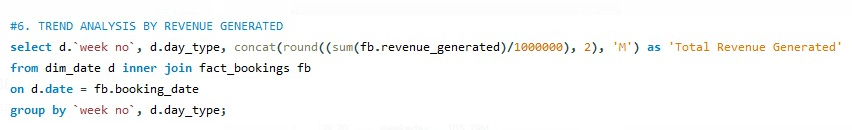 #6. TREND ANALYSIS BY REVENUE GENERATED
select d.`week no`, d.day_type, concat(round((sum(fb.revenue_generated)/1000000), 2), 'M') as 'Total Revenue Generated'
from dim_date d inner join fact_bookings fb
on d.date = fb.booking_date
group by `week no`, d.day_type;